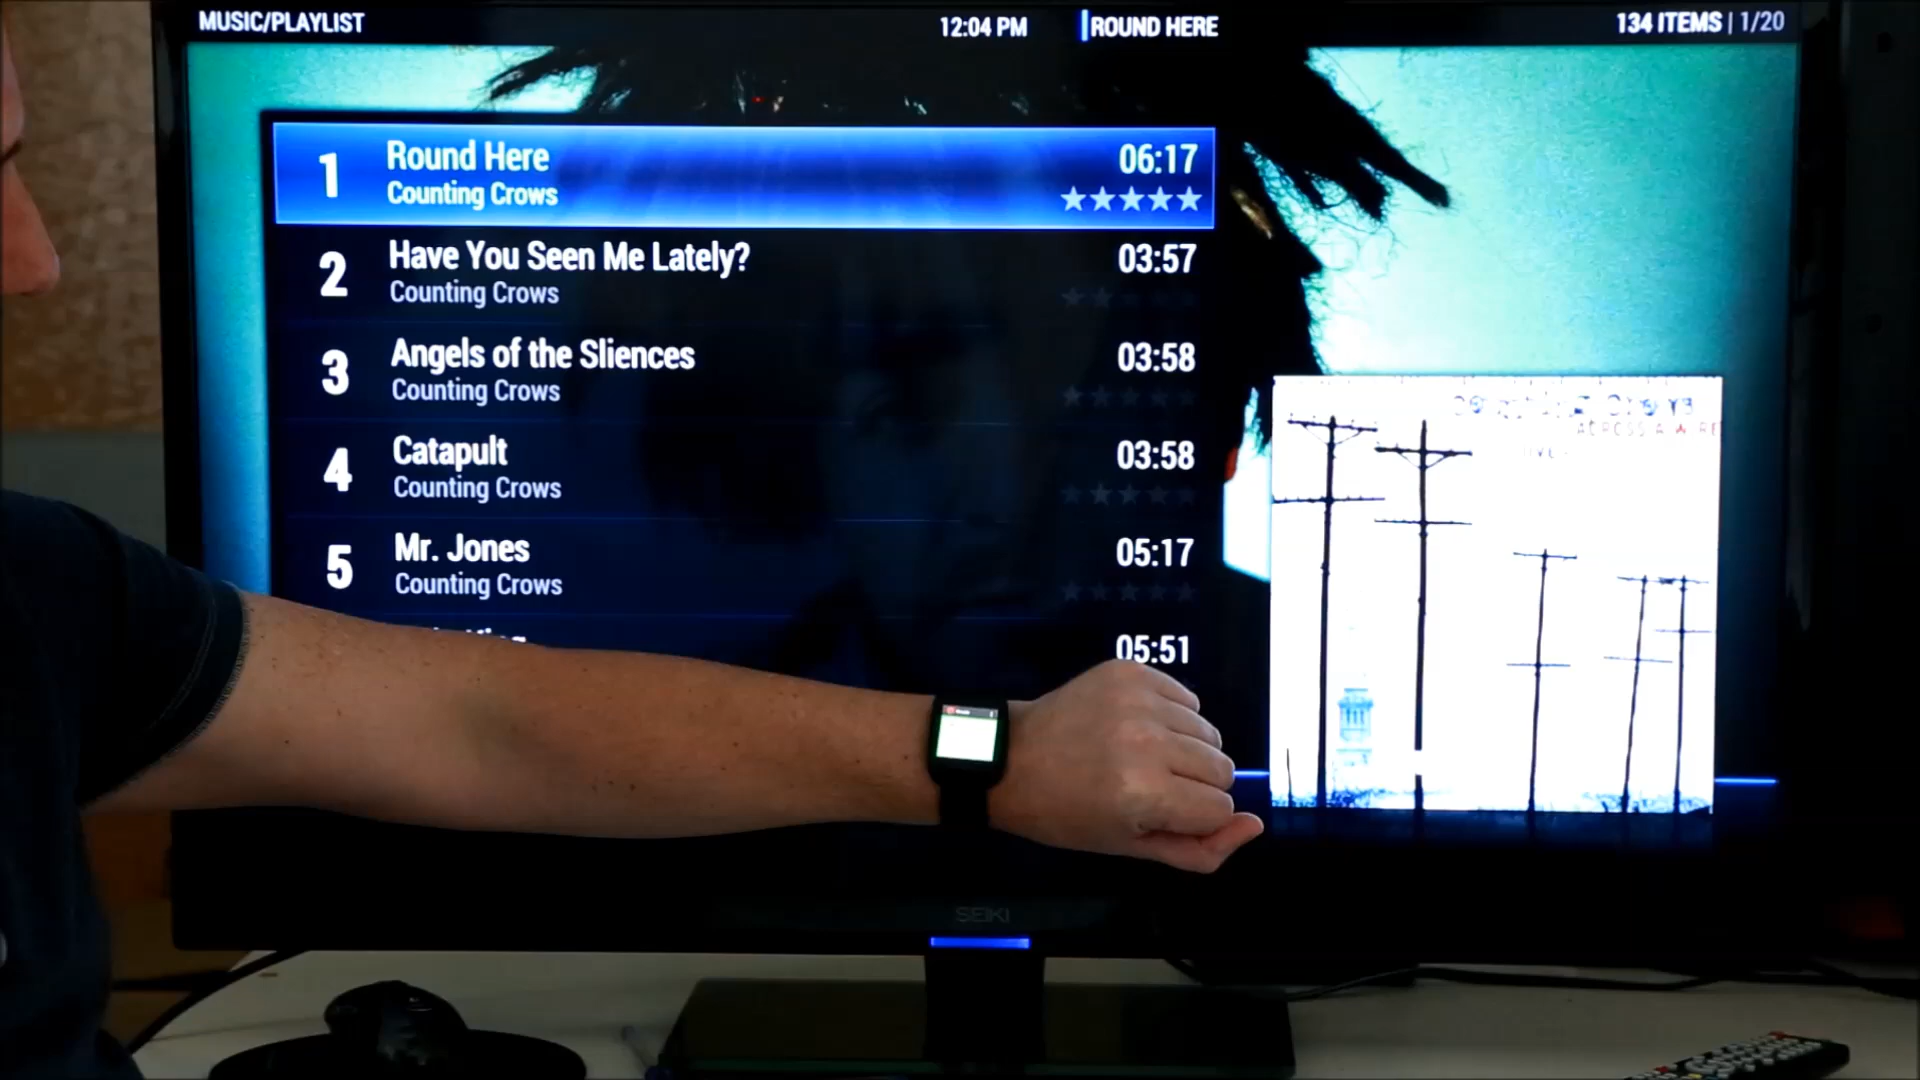 MUSIC/PLAYLIST
12:04 PM
ROUND HERE
134 ITEMS | 1/20
1
Round Here
Counting Crows
06:17
2
Have You Seen Me Lately?
Counting Crows
03:57
3
Angels of the Sliences
Counting Crows
03:58
4
Catapult
Counting Crows
03:58
5
Mr. Jones
Counting Crows
05:17
05:51
ACROSS A WIRE
SEIKI